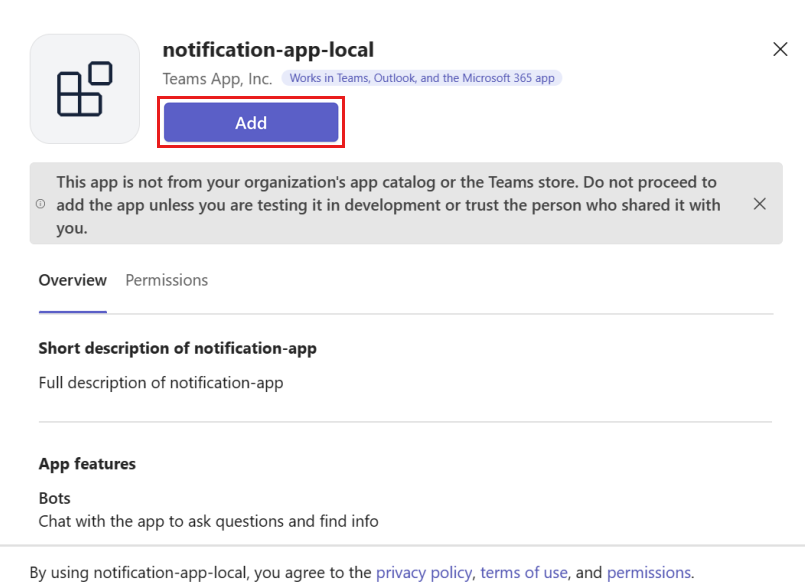 notification-app-local
Teams App, Inc. Works in Teams, Outlook, and the Microsoft 365 app
Add
This app is not from your organization's app catalog or the Teams store. Do not proceed to
add the app unless you are testing it in development or trust the person who shared it with
you.
Overview Permissions
Short description of notification-app
Full description of notification-app
App features
Bots
Chat with the app to ask questions and find info
By using notification-app-local, you agree to the privacy policy, terms of use, and permissions.